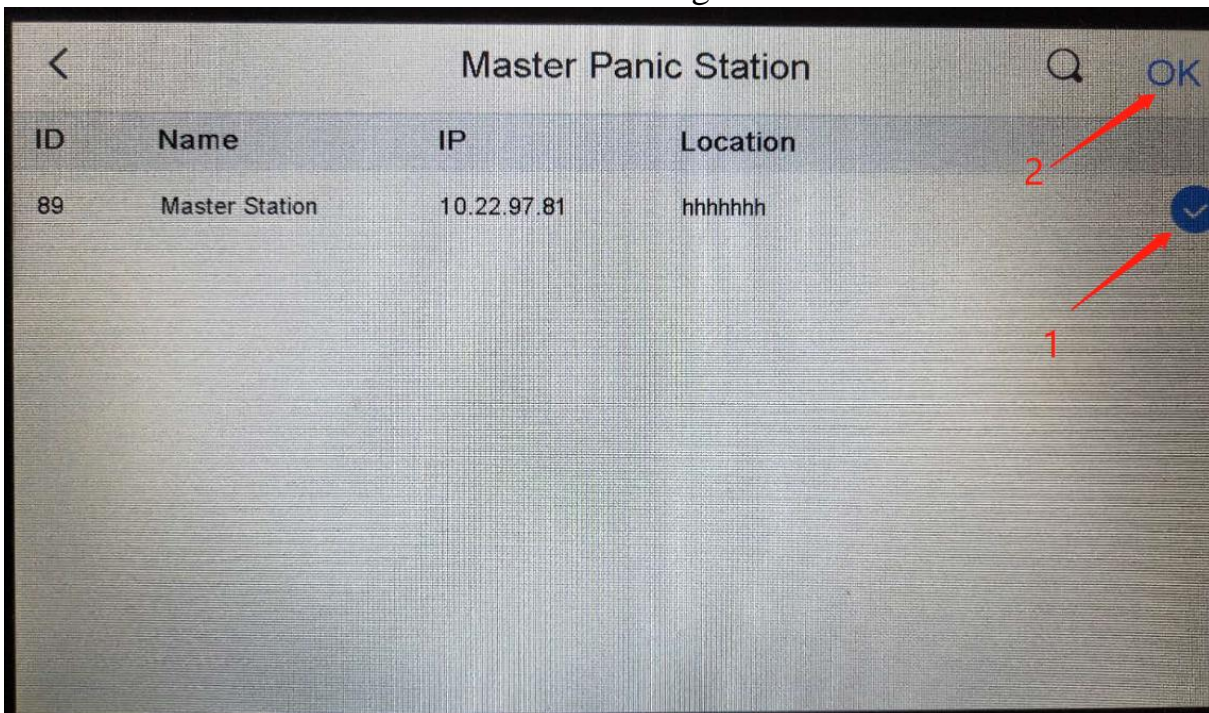 Master Panic Station OK
ID Name IP Location
2
89 Master Station 10.22.97.81 hhhhhhh
1